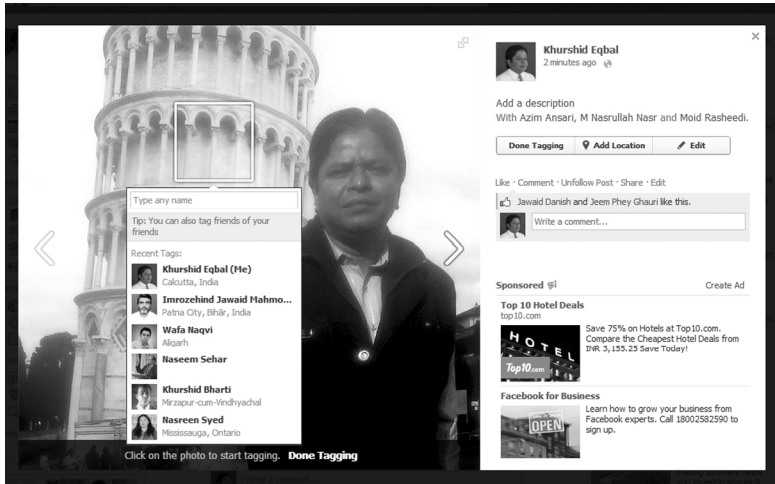 Khurshid Eqbal
2 minutes ago
Add a description
With Azim Ansari, M Nasrullah Nasr and Moid Rasheedi.
Done Tagging
Add Location
Edit
Like · Comment · Unfollow Post · Share · Edit
Jawaid Danish and Jeem Phey Ghauri like this.
Write a comment...
Type any name
Tip: You can also tag friends of your
friends
Recent Tags:
Khurshid Eqbal (Me)
Calcutta, India
Imrozehind Jawaid Mahmo...
Patna City, Bihār, India
Wafa Naqvi
Aligarh
Naseem Sehar
Khurshid Bharti
Mirzapur-cum-Vindhyachal
Nasreen Syed
Mississauga, Ontario
Click on the photo to start tagging. Done Tagging
Sponsored
Create Ad
Top 10 Hotel Deals
top10.com
HOTEL
Top10.com
Save 75% on Hotels at Top10.com.
Compare the Cheapest Hotel Deals from
INR 3,155.25 Save Today!
Facebook for Business
OPEN
Learn how to grow your business from
Facebook experts. Call 18002582590 to
sign up.